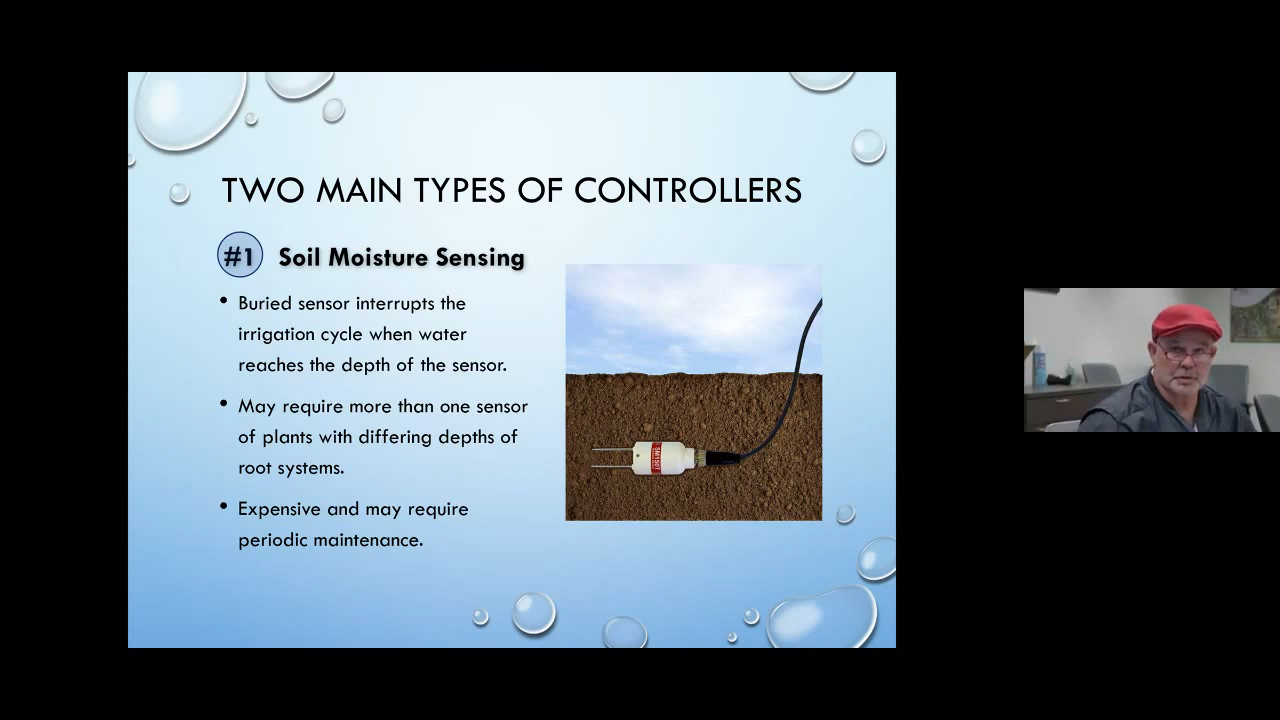 TWO MAIN TYPES OF CONTROLLERS
#1 Soil Moisture Sensing
• Buried sensor interrupts the
irrigation cycle when water
reaches the depth of the sensor.
• May require more than one sensor
of plants with differing depths of
root systems.
• Expensive and may require
periodic maintenance.
SM150T